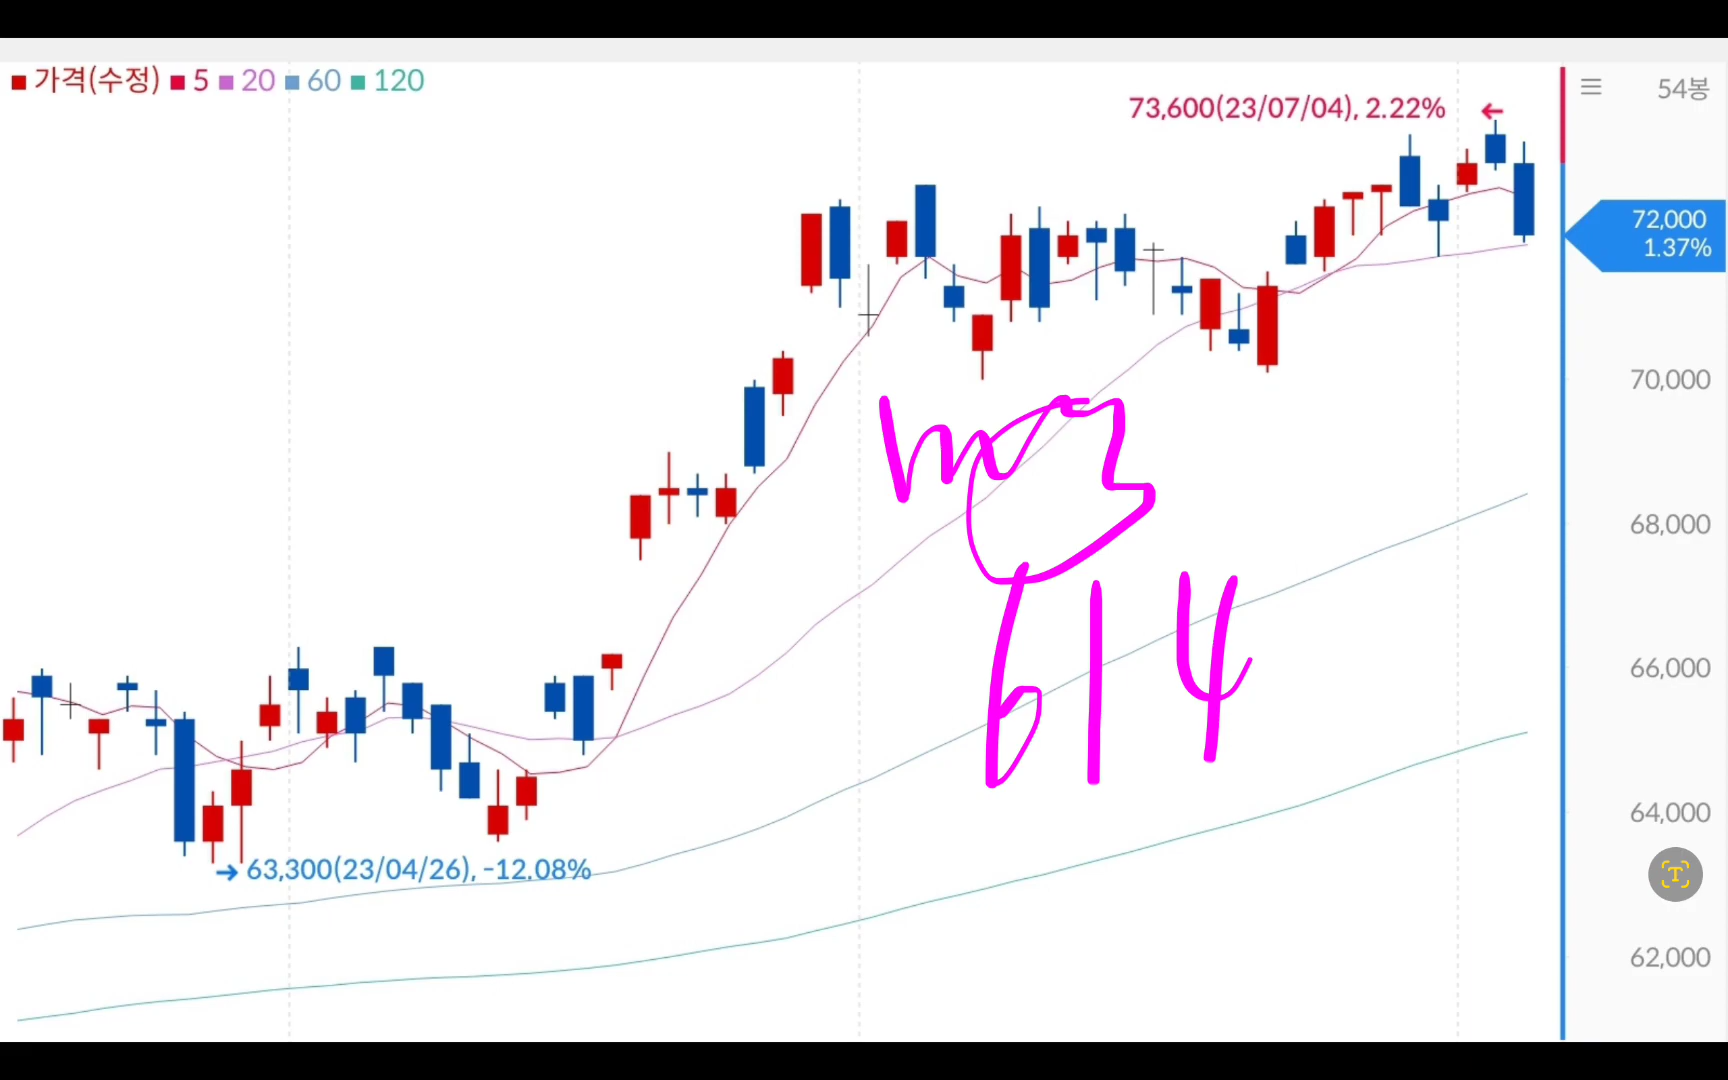 가격(수정) 5 20 60 120
73,600(23/07/04), 2.22% ←
54봉
72,000
1.37%
70,000
68,000
614
66,000
64,000
→ 63,300(23/04/26), -12.08%
62,000